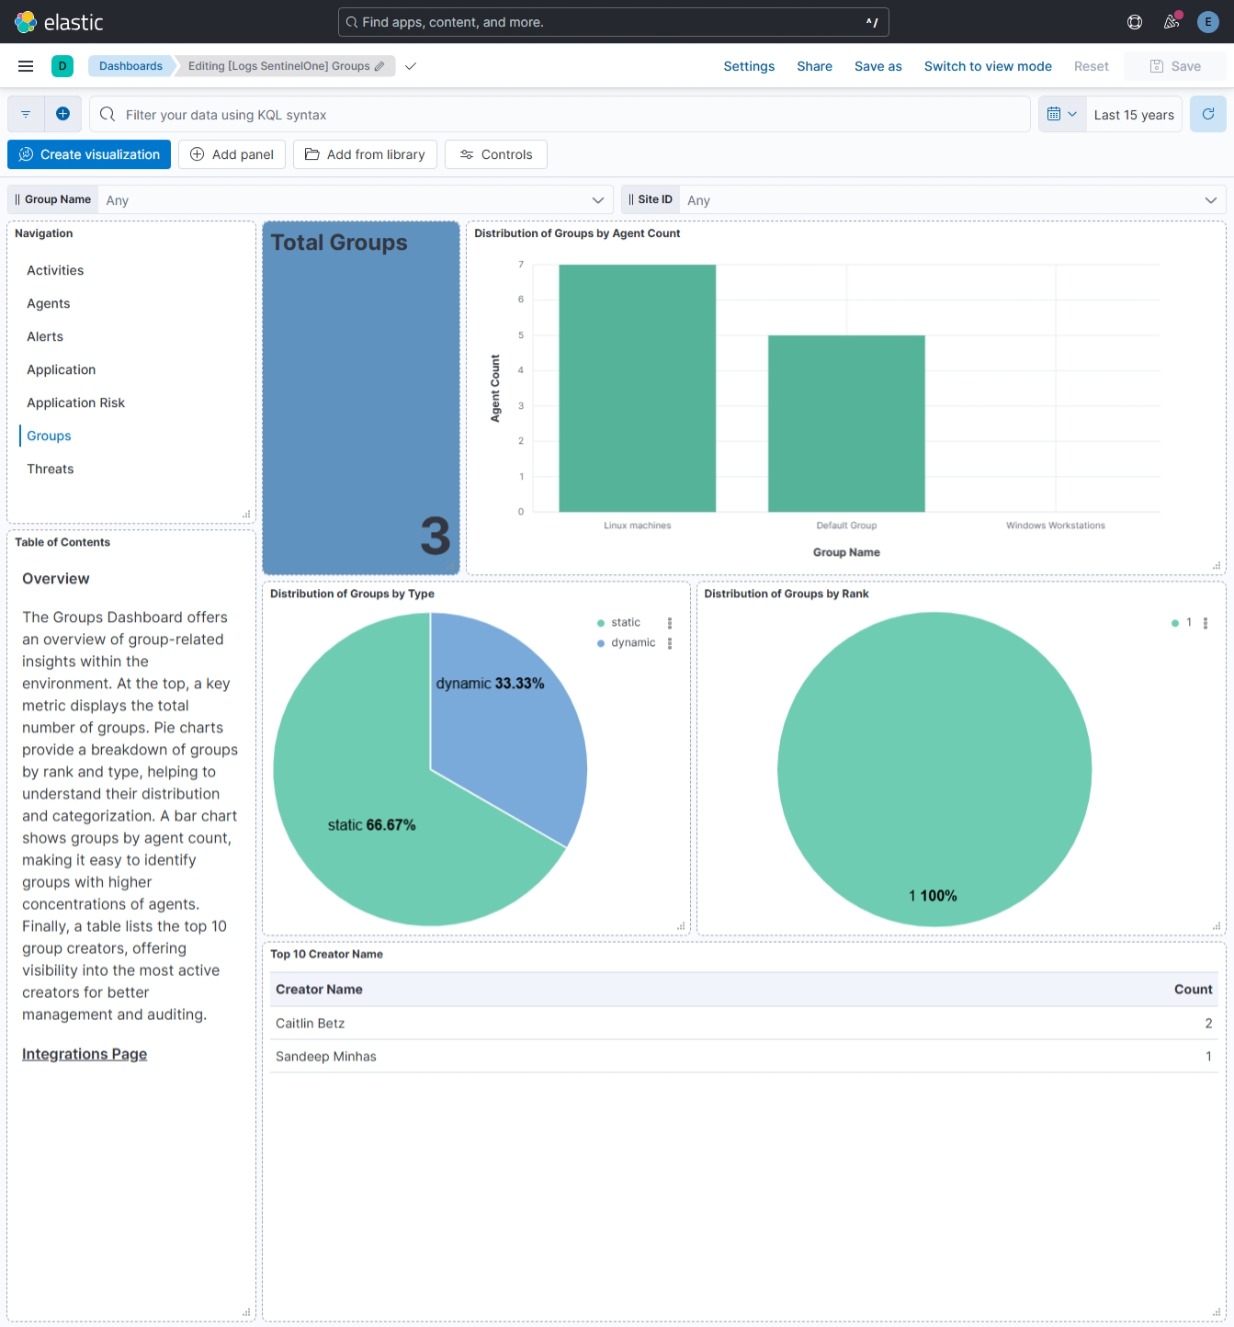 elastic
Find apps, content, and more.
^/
E
D
Dashboards
Editing [Logs SentinelOne] Groups
Settings
Share
Save as
Switch to view mode
Reset
Save
Filter your data using KQL syntax
Last 15 years
Create visualization
Add panel
Add from library
Controls
Group Name
Any
Site ID
Any
Navigation
Activities
Agents
Alerts
Application
Application Risk
Groups
Threats
Total Groups
3
Distribution of Groups by Agent Count
7
6
5
4
3
2
1
0
Agent Count
Linux machines
Default Group
Windows Workstations
Group Name
Table of Contents
Overview
The Groups Dashboard offers
an overview of group-related
insights within the
environment. At the top, a key
metric displays the total
number of groups. Pie charts
provide a breakdown of groups
by rank and type, helping to
understand their distribution
and categorization. A bar chart
shows groups by agent count,
making it easy to identify
groups with higher
concentrations of agents.
Finally, a table lists the top 10
group creators, offering
visibility into the most active
creators for better
management and auditing.
Integrations Page
Distribution of Groups by Type
static
dynamic
dynamic 33.33%
static 66.67%
Distribution of Groups by Rank
1
1 100%
Top 10 Creator Name
Creator Name
Count
Caitlin Betz
2
Sandeep Minhas
1